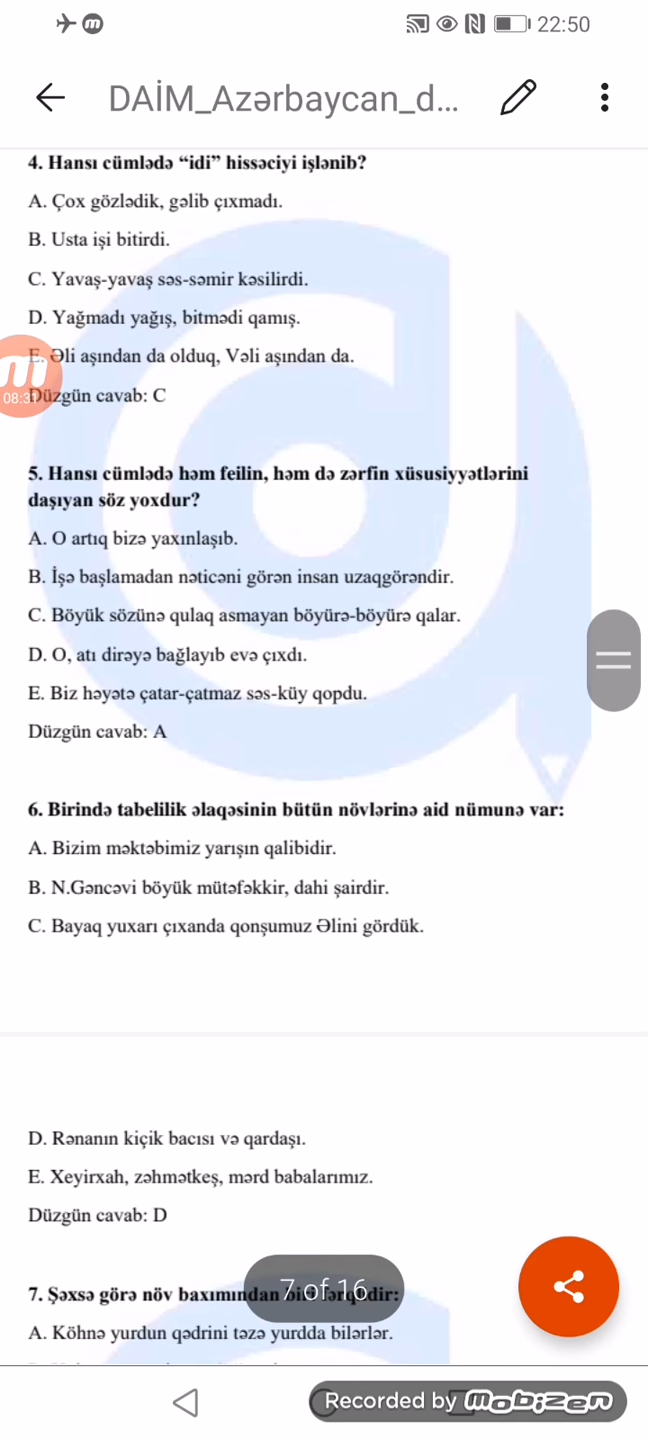 22:50
DAİM_Azərbaycan_d...
4. Hansı cümlədə “idi” hissəciyi işlənib?
A. Çox gözlədik, gəlib çıxmadı.
B. Usta işi bitirdi.
C. Yavaş-yavaş səs-səmir kəsilirdi.
D. Yağmadı yağış, bitmədi qamış.
E. Əli aşından da olduq, Vəli aşından da.
08:31
Düzgün cavab: C
5. Hansı cümlədə həm feilin, həm də zərfin xüsusiyyətlərini
daşıyan söz yoxdur?
A. O artıq bizə yaxınlaşıb.
B. İşə başlamadan nəticəni görən insan uzaqgörəndir.
C. Böyük sözünə qulaq asmayan böyürə-böyürə qalar.
D. O, atı dirəyə bağlayıb evə çıxdı.
E. Biz həyətə çatar-çatmaz səs-küy qopdu.
Düzgün cavab: A
6. Birində tabelilik əlaqəsinin bütün növlərinə aid nümunə var:
A. Bizim məktəbimiz yarışın qalibidir.
B. N.Gəncəvi böyük mütəfəkkir, dahi şairdir.
C. Bayaq yuxarı çıxanda qonşumuz Əlini gördük.
D. Rənanın kiçik bacısı və qardaşı.
E. Xeyirxah, zəhmətkeş, mərd babalarımız.
Düzgün cavab: D
7. Şəxsə görə növ baxımından biri fərqlidir:
7 of 16
A. Köhnə yurdun qədrini təzə yurdda bilərlər.
Recorded by mobizen